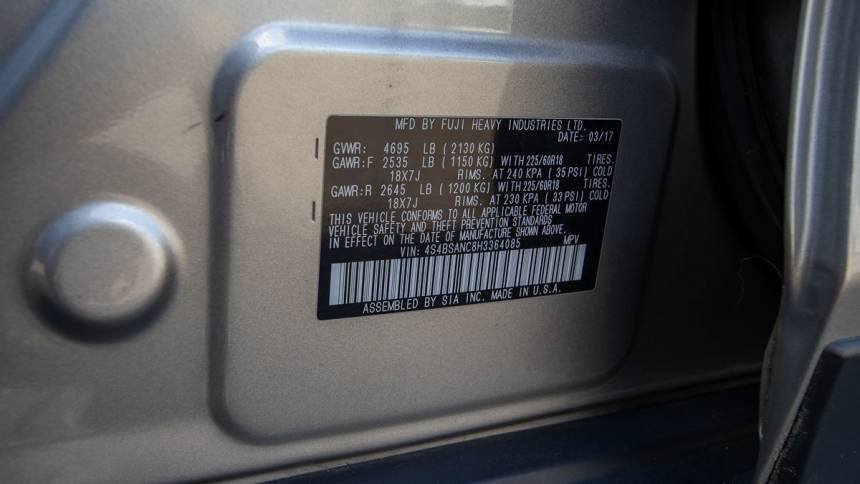 MFD BY FUJI HEAVY INDUSTRIES LTD.
DATE: 03/17
GVWR: 4695 LB (2130 KG)
GAWR:F 2535 LB (1150 KG) WITH 225/60R18 TIRES.
18X7J RIMS. AT 240 KPA (35 PSI) COLD
GAWR:R 2645 LB (1200 KG) WITH 225/60R18 TIRES.
18X7J RIMS. AT 230 KPA (33 PSI) COLD
THIS VEHICLE CONFORMS TO ALL APPLICABLE FEDERAL MOTOR
VEHICLE SAFETY AND THEFT PREVENTION STANDARDS
IN EFFECT ON THE DATE OF MANUFACTURE SHOWN ABOVE.
VIN: 4S4BSANC8H3364085 MPV
ASSEMBLED BY SIA INC. MADE IN U.S.A.